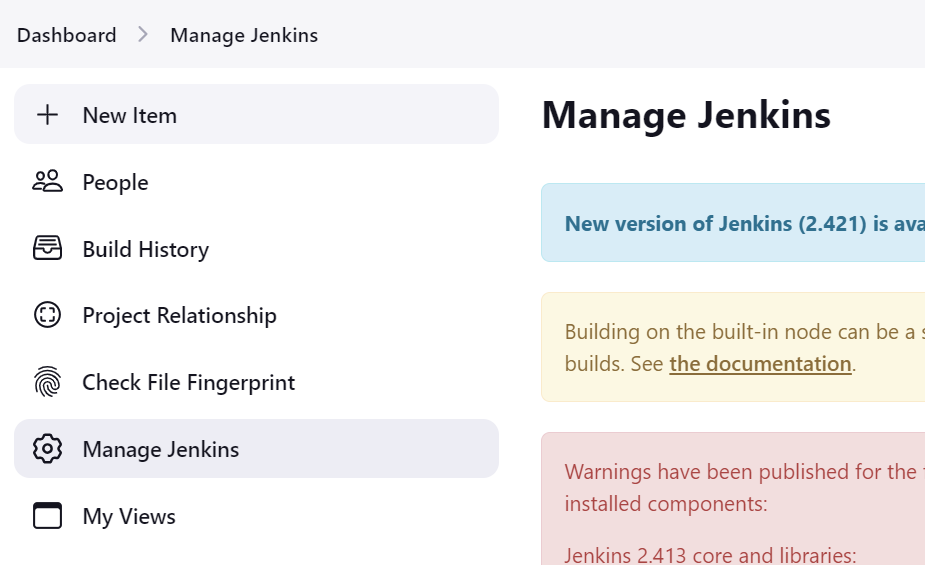 Dashboard
Manage Jenkins
New Item
People
Build History
Project Relationship
Check File Fingerprint
Manage Jenkins
My Views
Manage Jenkins
New version of Jenkins (2.421) is
Building on the built-in node can be a
builds. See the documentation.
Warnings have been published for the
installed components:
Jenkins 2.413 core and libraries: